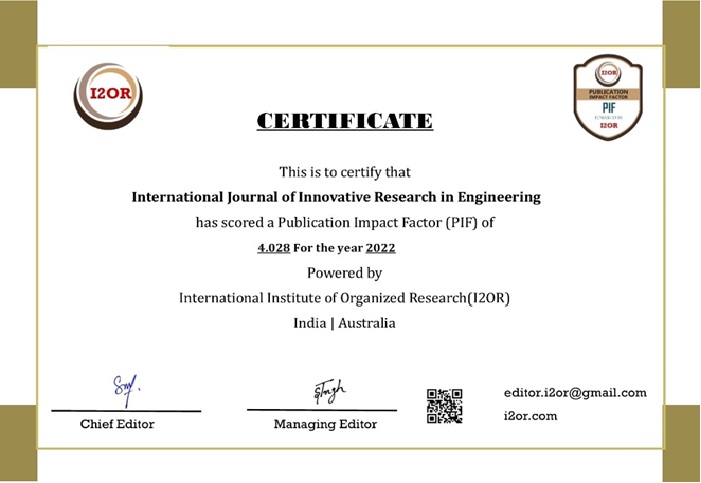 I2OR
I2OR
PUBLICATION
IMPACT FACTOR
PIF
I2OR
CERTIFICATE
This is to certify that
International Journal of Innovative Research in Engineering
has scored a Publication Impact Factor (PIF) of
4.028 For the year 2022
Powered by
International Institute of Organized Research(I2OR)
India | Australia
Chief Editor
Managing Editor
editor.i2or@gmail.com
i2or.com